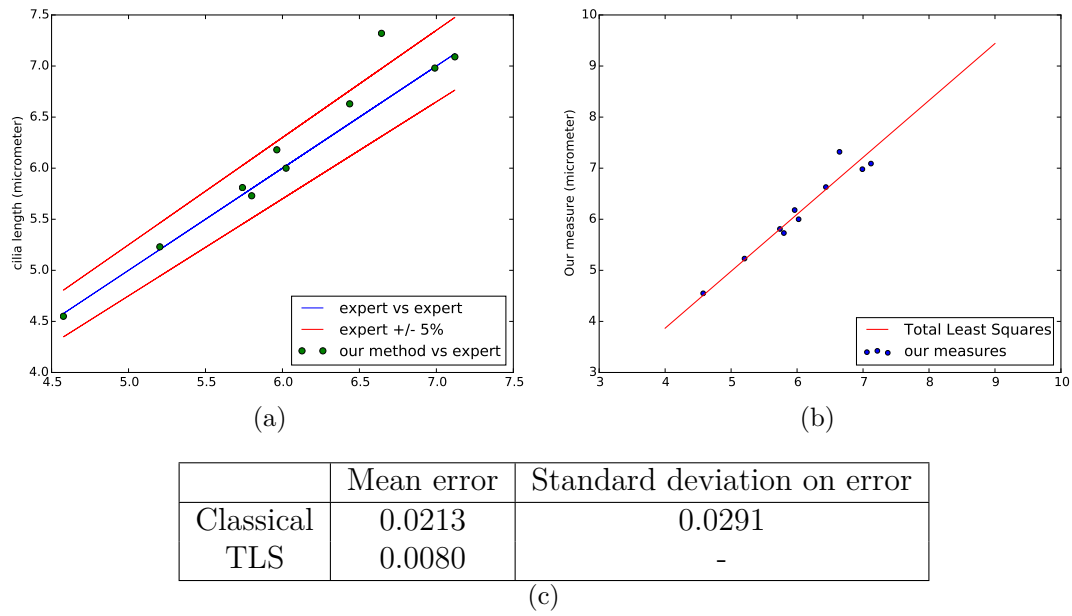 7.5
7.0
6.5
6.0
5.5
5.0
4.5
4.0
cilia length (micrometer)
4.5 5.0 5.5 6.0 6.5 7.0 7.5
expert vs expert
expert +/- 5%
our method vs expert
(a)
10
9
8
7
6
5
4
3
Our measure (micrometer)
3 4 5 6 7 8 9 10
Total Least Squares
our measures
(b)
Mean error Standard deviation on error
Classical 0.0213 0.0291
TLS 0.0080 -
(c)